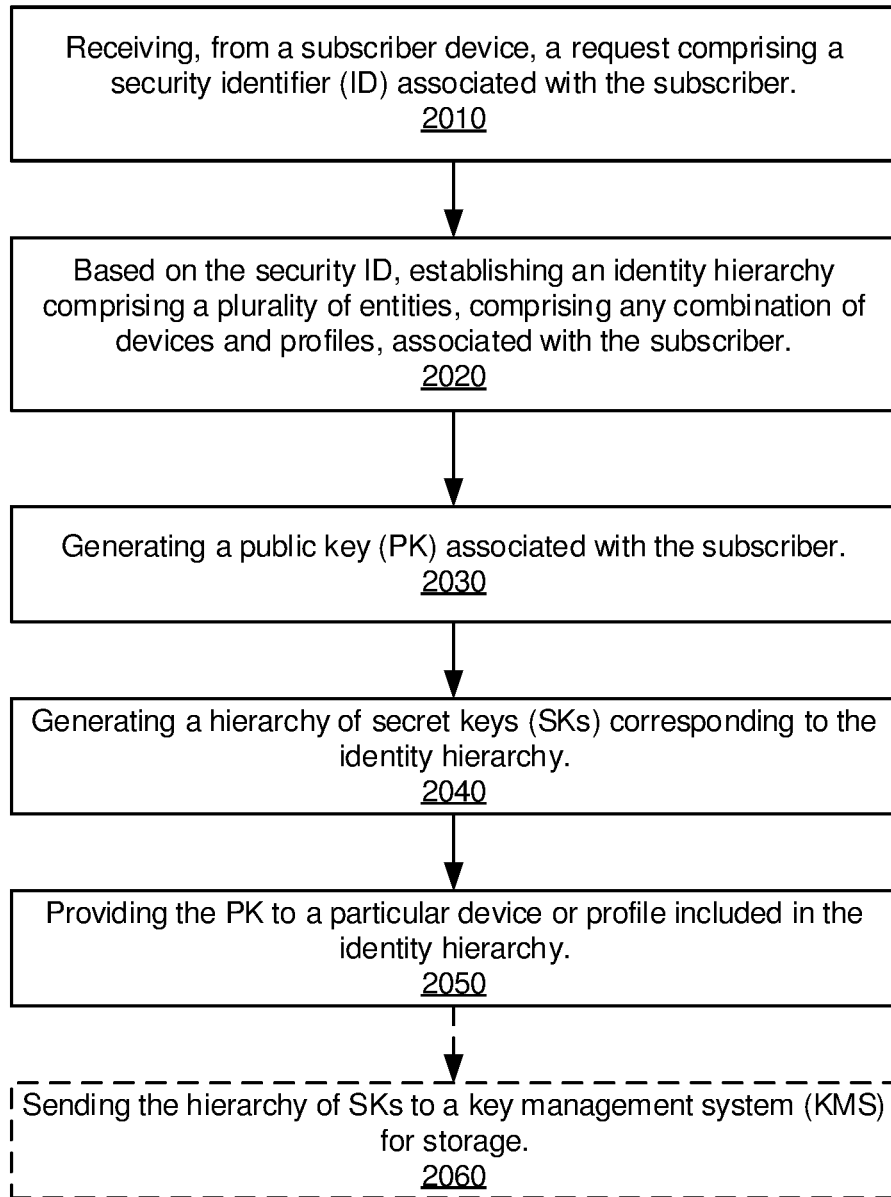 Receiving, from a subscriber device, a request comprising a
security identifier (ID) associated with the subscriber.
2010
Based on the security ID, establishing an identity hierarchy
comprising a plurality of entities, comprising any combination of
devices and profiles, associated with the subscriber.
2020
Generating a public key (PK) associated with the subscriber.
2030
Generating a hierarchy of secret keys (SKs) corresponding to the
identity hierarchy.
2040
Providing the PK to a particular device or profile included in the
identity hierarchy.
2050
Sending the hierarchy of SKs to a key management system (KMS)
for storage.
2060